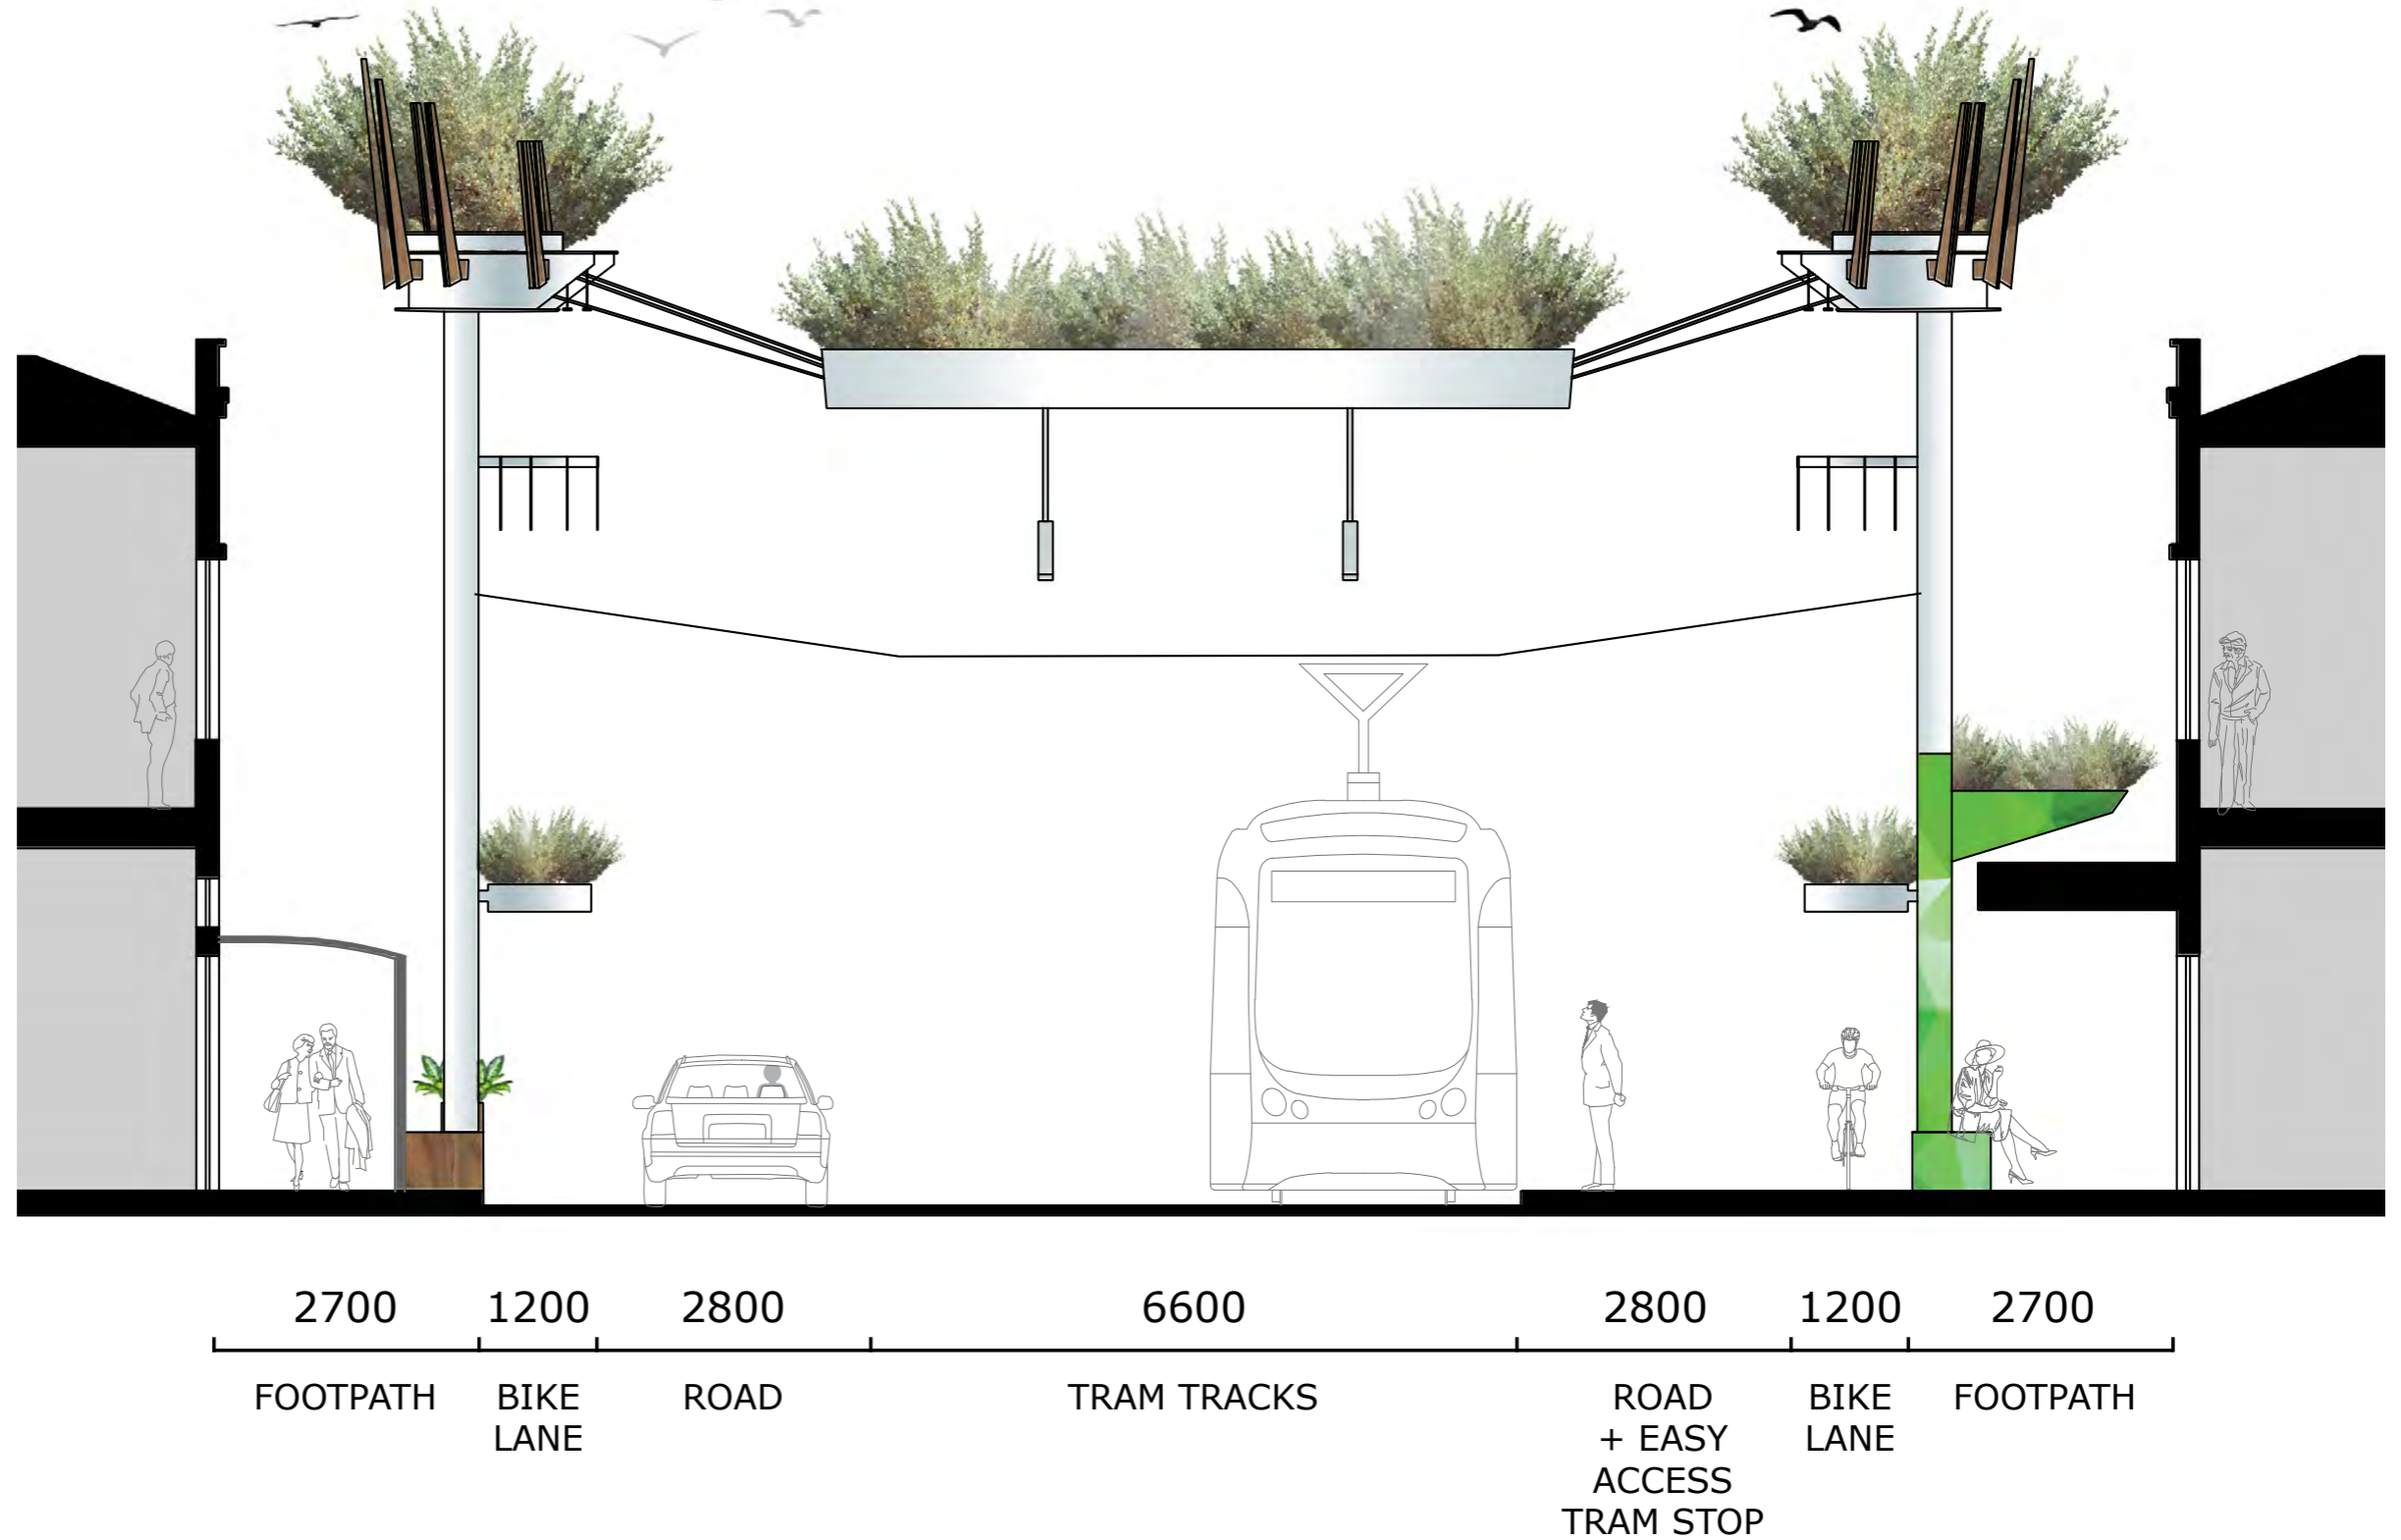 2700 1200 2800 6600 2800 1200 2700
FOOTPATH BIKE ROAD TRAM TRACKS ROAD BIKE FOOTPATH
LANE + EASY LANE
ACCESS
TRAM STOP